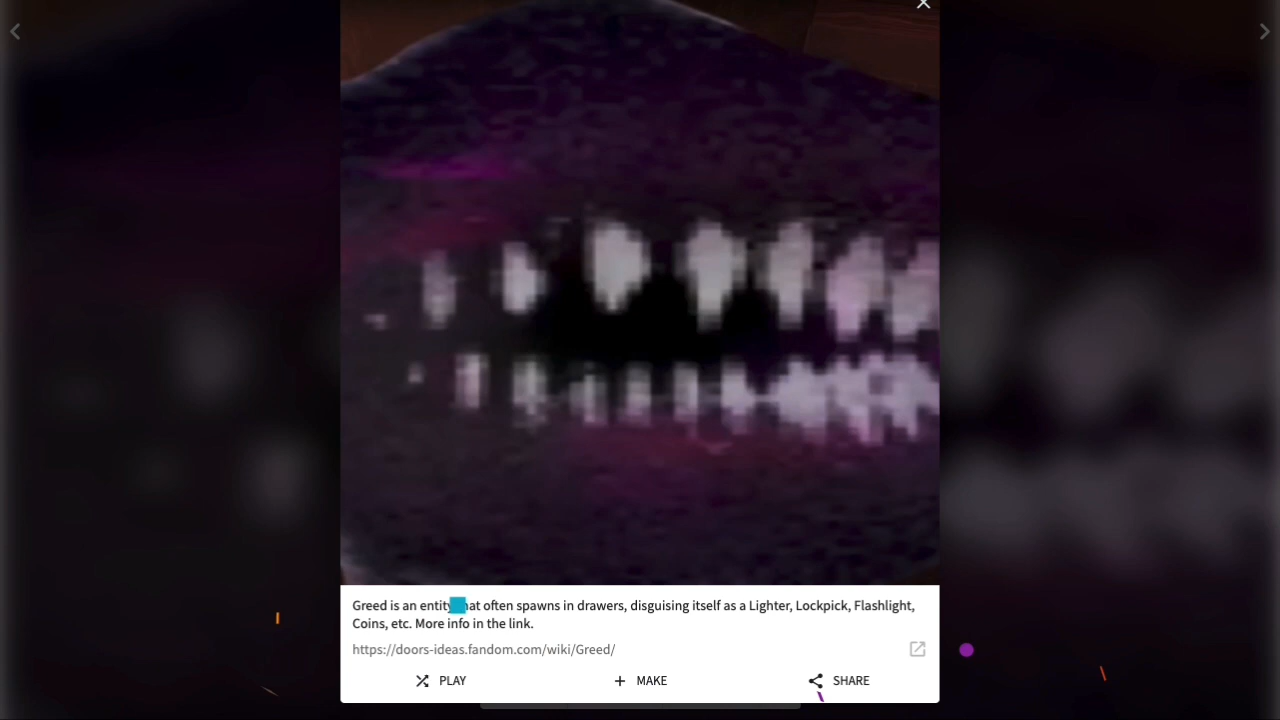 Greed is an entity that often spawns in drawers, disguising itself as a Lighter, Lockpick, Flashlight,
Coins, etc. More info in the link.
https://doors-ideas.fandom.com/wiki/Greed/
PLAY
MAKE
SHARE